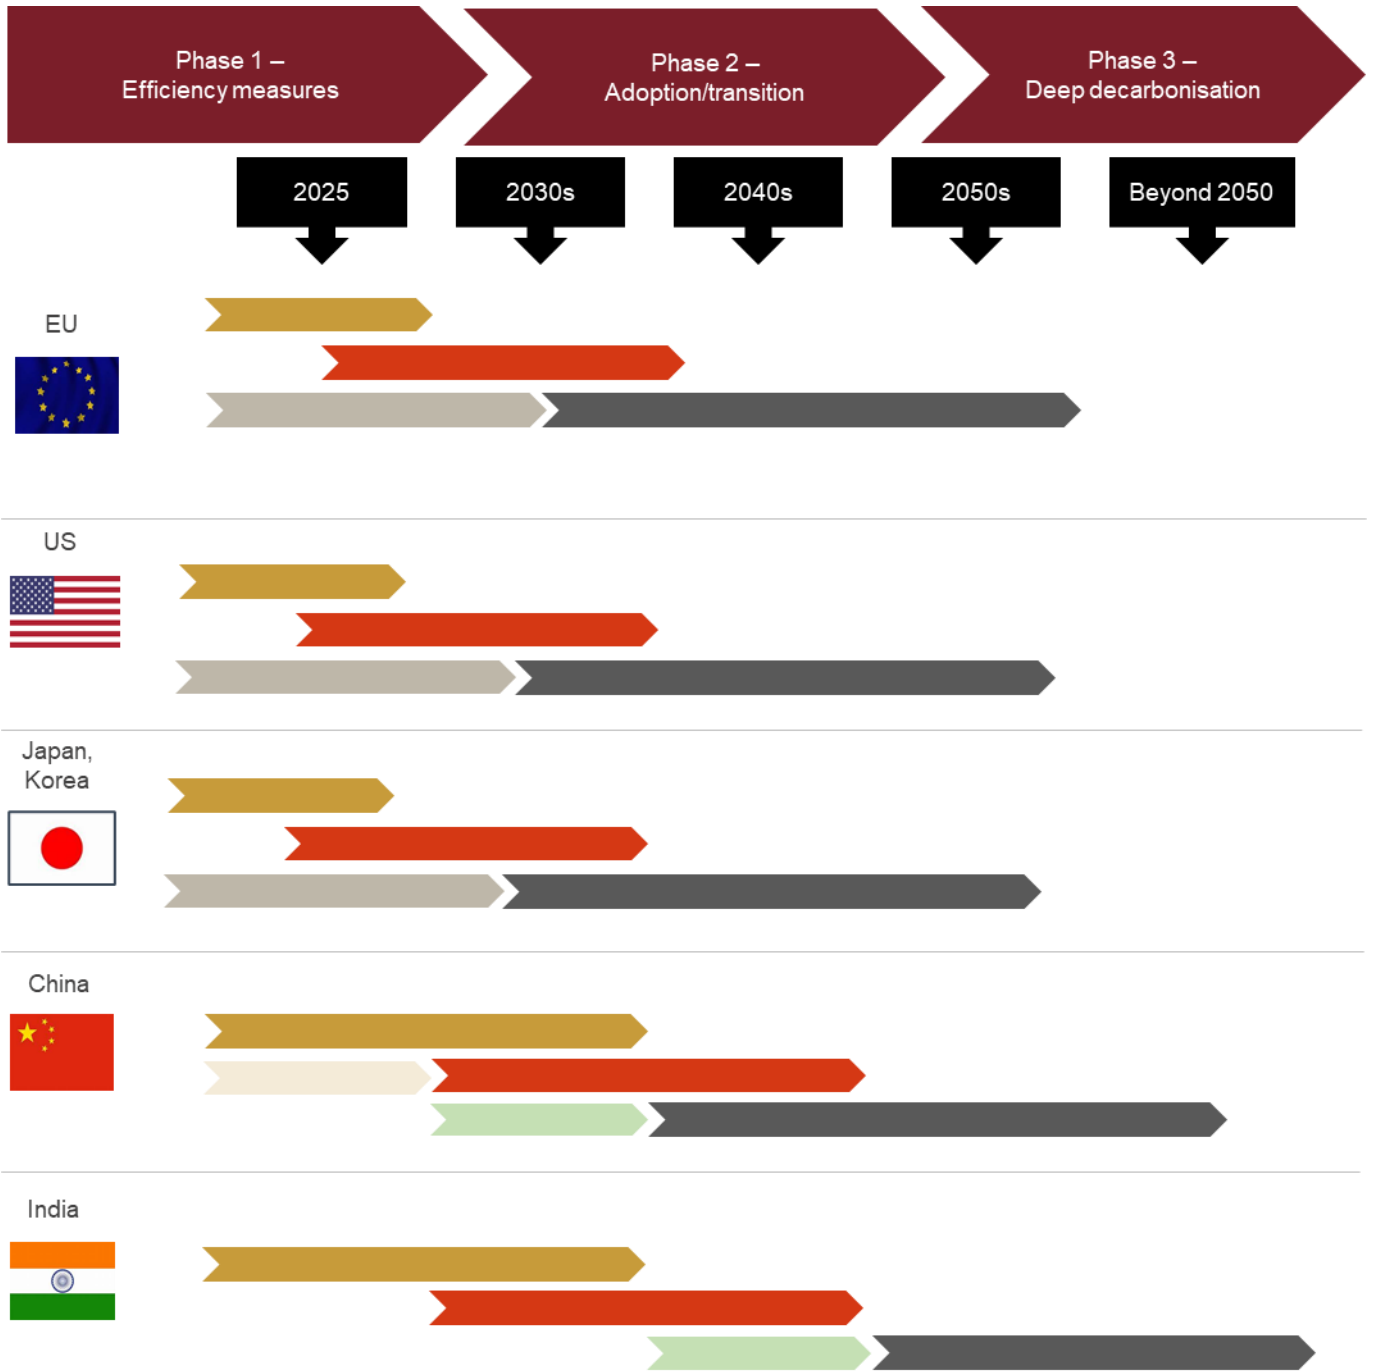 Phase 1 –
Efficiency measures
Phase 2 –
Adoption/transition
Phase 3 –
Deep decarbonisation
2025
2030s
2040s
2050s
Beyond 2050
EU
US
Japan,
Korea
China
India